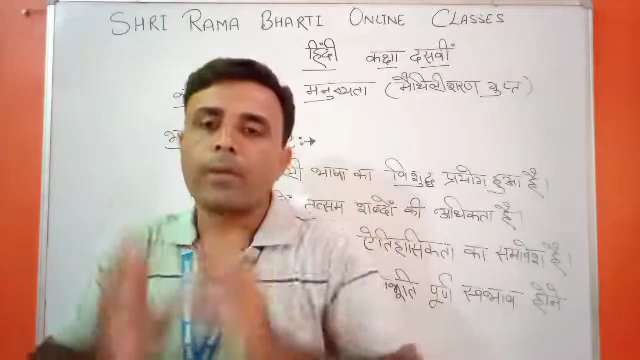 SHRI RAMA BHARTI ONLINE CLASSES
हिंदी कक्षा दसवीं
मनुष्यता (मैथिलीशरण गुप्त)
भाषा का विशुद्ध प्रयोग हुआ है।
तत्सम शब्दों की अधिकता है।
ऐतिहासिकता का समावेश है।
पूर्ण स्वभाव होने